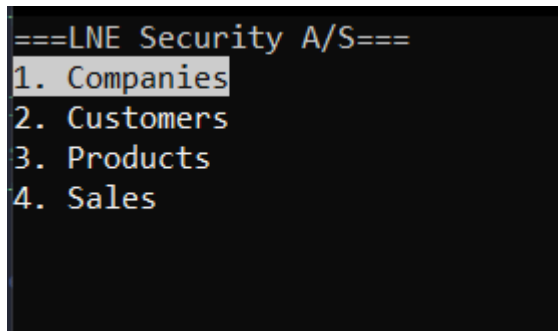 ===LNE Security A/S===
1. Companies
2. Customers
3. Products
4. Sales